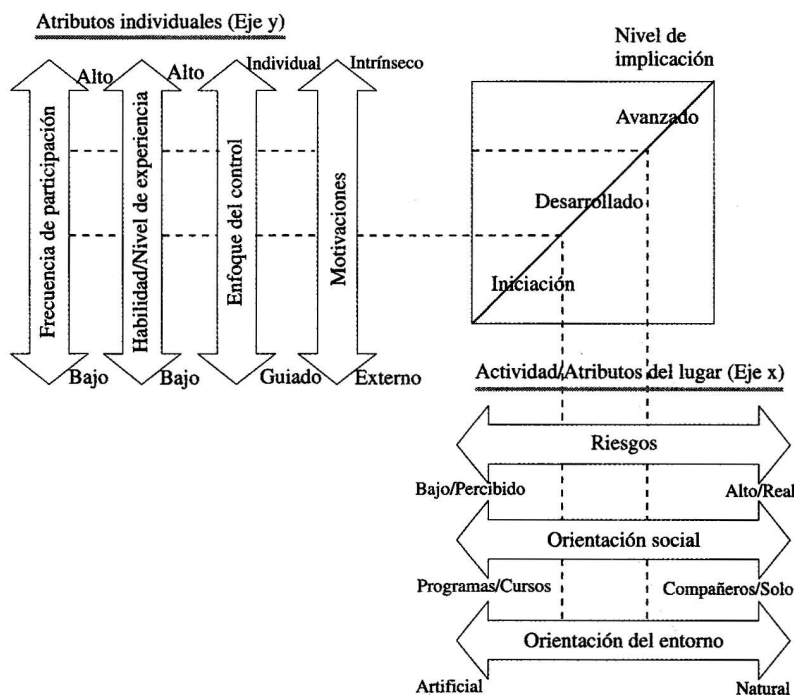 Atributos individuales (Eje y)
Alto
Alto
Individual
Intrínseco
Frecuencia de participación
Habilidad/Nivel de experiencia
Enfoque del control
Motivaciones
Bajo
Bajo
Guiado
Externo
Nivel de
implicación
Avanzado
Desarrollado
Iniciación
Actividad/Atributos del lugar (Eje x)
Riesgos
Bajo/Percibido
Alto/Real
Orientación social
Programas/Cursos
Compañeros/Solo
Orientación del entorno
Artificial
Natural